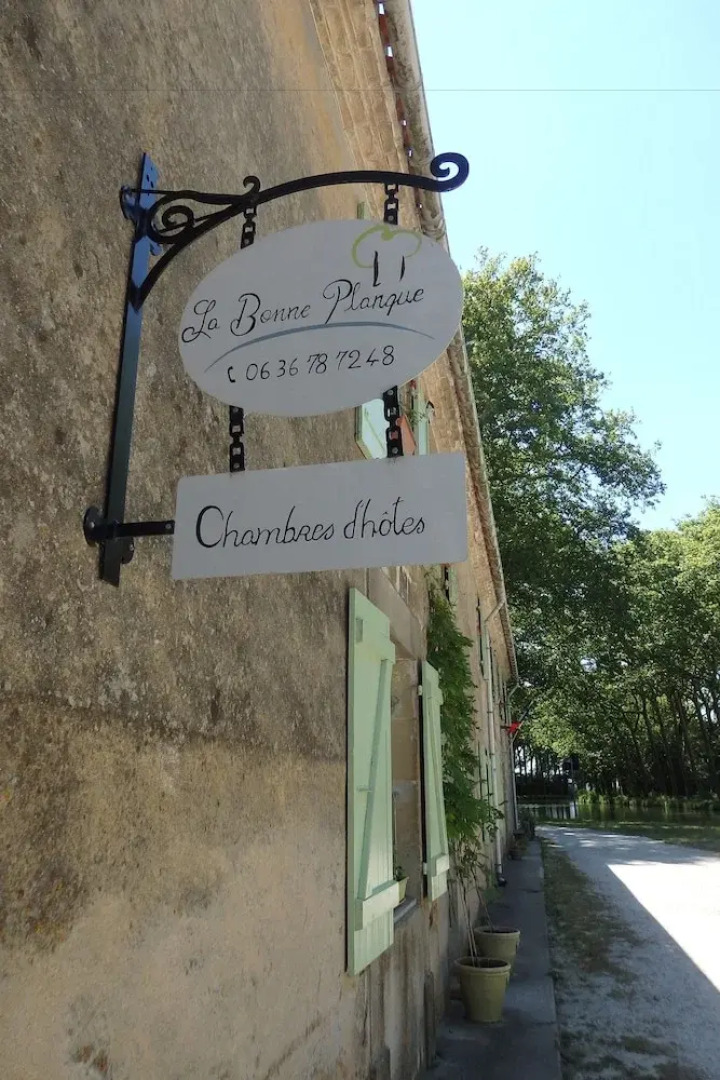 La Bonne Planque
06 36 78 72 48
Chambres d'hôtes